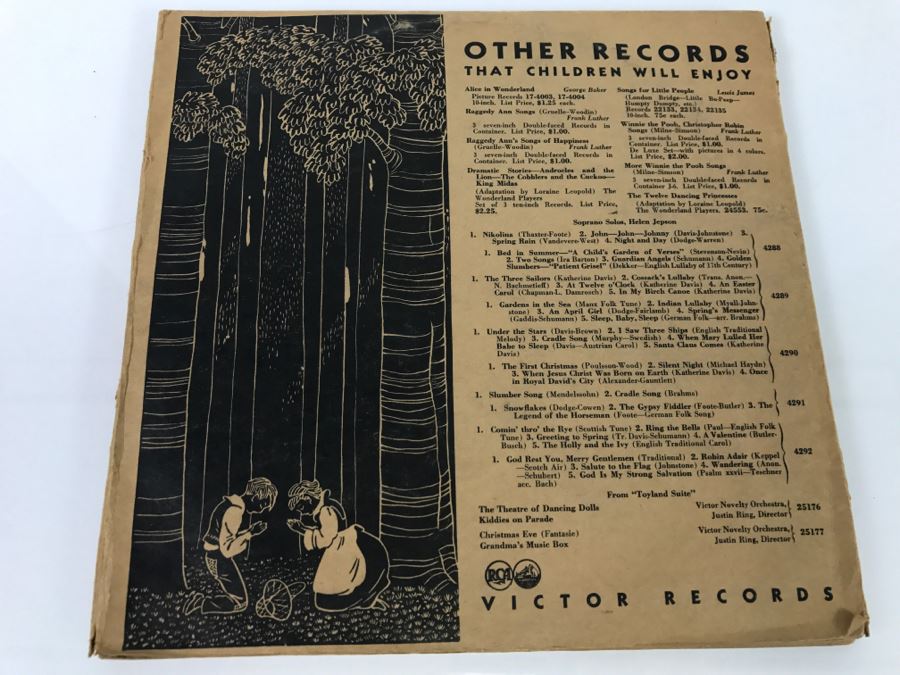 OTHER RECORDS
THAT CHILDREN WILL ENJOY
Alice in Wonderland George Baker
Picture Records 17-4003, 17-4004
10-inch. List Price, $1.25 each.
Raggedy Ann Songs (Gruelle-Woodin)
Frank Luther
3 seven-inch Double-faced Records in
Container. List Price, $1.00.
Raggedy Ann's Songs of Happiness
(Gruelle-Woodin) Frank Luther
3 seven-inch Double-faced Records in
Container. List Price, $1.00.
Dramatic Stories—Androcles and the
Lion—The Cobblers and the Cuckoo—
King Midas
(Adaptation by Loraine Leopold) The
Wonderland Players
Set of 3 ten-inch Records. List Price,
$2.25.
Songs for Little People Lewis James
(London Bridge—Little Bo-Peep—
Humpty Dumpty, etc.)
Records 22133, 22134, 22135
10-inch. 75c each.
Winnie the Pooh, Christopher Robin
Songs (Milne-Simson) Frank Luther
3 seven-inch Double-faced Records in
Container. List Price, $1.00.
De Luxe Set—with pictures in 4 colors.
List Price, $2.00.
More Winnie the Pooh Songs
(Milne-Simson) Frank Luther
3 seven-inch Double-faced Records in
Container J-6. List Price, $1.00.
The Twelve Dancing Princesses
(Adaptation by Loraine Leopold)
The Wonderland Players. 24553. 75c.
Soprano Solos, Helen Jepson
1. Nikolina (Thaxter-Foote) 2. John—John—Johnny (Davis-Johnstone) 3.
Spring Rain (Vandevere-West) 4. Night and Day (Dodge-Warren)
1. Bed in Summer—"A Child's Garden of Verses" (Stevenson-Nevin)
2. Two Songs (Ira Barton) 3. Guardian Angels (Schumann) 4. Golden
Slumbers—"Patient Grisel" (Dekker—English Lullaby of 17th Century)
4288
1. The Three Sailors (Katherine Davis) 2. Cossack's Lullaby (Trans. Anon.—
N. Bachmetieff) 3. At Twelve o'Clock (Katherine Davis) 4. An Easter
Carol (Chapman-L. Damrosch) 5. In My Birch Canoe (Katherine Davis)
1. Gardens in the Sea (Manx Folk Tune) 2. Indian Lullaby (Myall-John-
stone) 3. An April Girl (Dodge-Fairlamb) 4. Spring's Messenger
(Gaddis-Schumann) 5. Sleep, Baby, Sleep (German Folk—arr. Brahms)
4289
1. Under the Stars (Davis-Brown) 2. I Saw Three Ships (English Traditional
Melody) 3. Cradle Song (Murphy—Swedish) 4. When Mary Lulled Her
Babe to Sleep (Davis—Austrian Carol) 5. Santa Claus Comes (Katherine
Davis)
1. The First Christmas (Poulsson-Wood) 2. Silent Night (Michael Haydn)
3. When Jesus Christ Was Born on Earth (Katherine Davis) 4. Once
in Royal David's City (Alexander-Gauntlett)
4290
1. Slumber Song (Mendelssohn) 2. Cradle Song (Brahms)
1. Snowflakes (Dodge-Cowen) 2. The Gypsy Fiddler (Foote-Butler) 3. The
Legend of the Horseman (Foote—German Folk Song)
4291
1. Comin' thro' the Rye (Scottish Tune) 2. Ring the Bells (Paul—English Folk
Tune) 3. Greeting to Spring (Tr. Davis-Schumann) 4. A Valentine (Butler-
Busch) 5. The Holly and the Ivy (English Traditional Carol)
1. God Rest You, Merry Gentlemen (Traditional) 2. Robin Adair (Keppel
—Scotch Air) 3. Salute to the Flag (Johnstone) 4. Wandering (Anon.
—Schubert) 5. God Is My Strong Salvation (Psalm xxvii—Teschner
acc. Bach)
4292
From "Toyland Suite"
The Theatre of Dancing Dolls
Kiddies on Parade
Victor Novelty Orchestra,
Justin Ring, Director
25176
Christmas Eve (Fantasie)
Grandma's Music Box
Victor Novelty Orchestra,
Justin Ring, Director
25177
RCA
VICTOR RECORDS